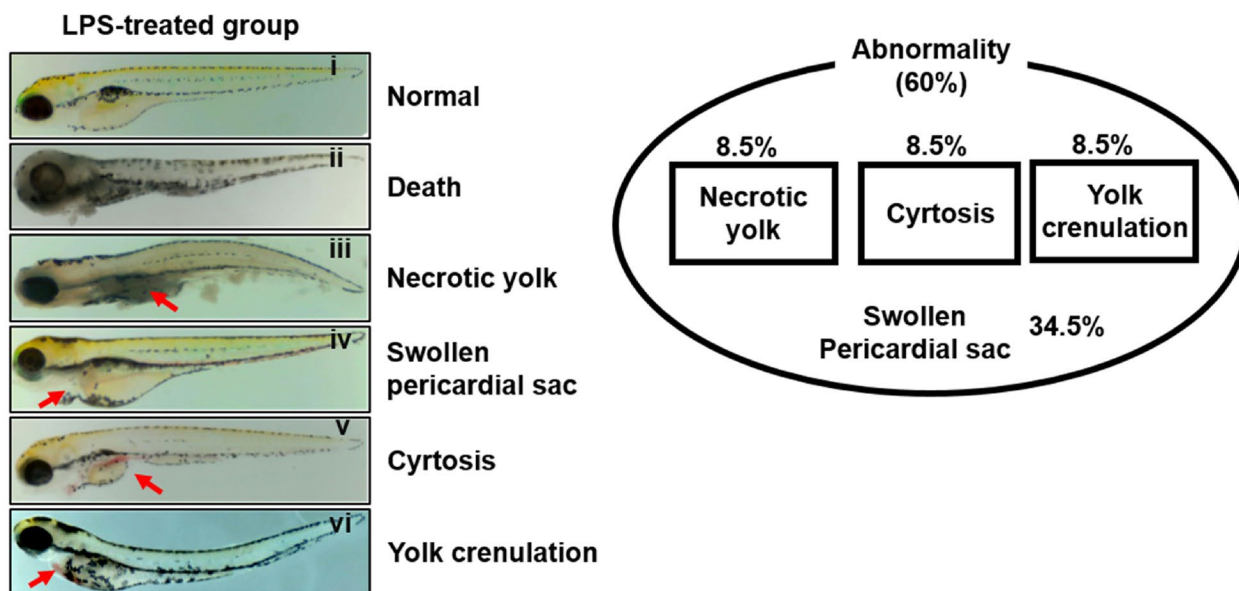 LPS-treated group
i
Normal
ii
Death
iii
Necrotic yolk
iv
Swollen
pericardial sac
v
Cyrtosis
vi
Yolk crenulation
Abnormality
(60%)
8.5%
8.5%
8.5%
Necrotic
yolk
Cyrtosis
Yolk
crenulation
Swollen
Pericardial sac
34.5%